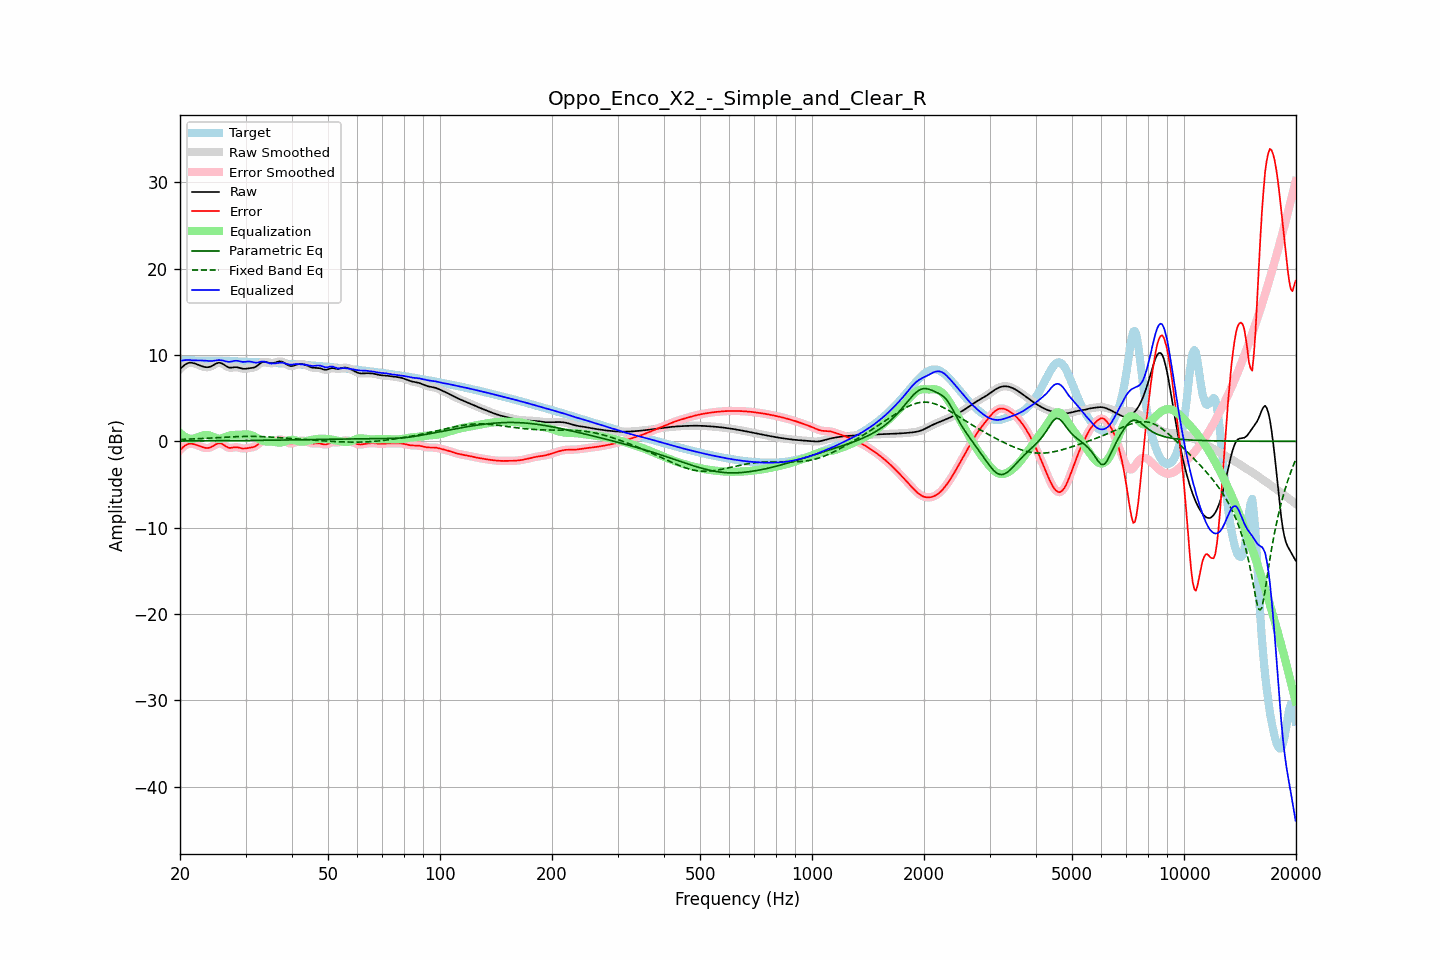 Oppo_Enco_X2_-_Simple_and_Clear_R
Target
Raw Smoothed
Error Smoothed
Raw
Error
Equalization
Parametric Eq
Fixed Band Eq
Equalized
Amplitude (dBr)
30
20
10
0
−10
−20
−30
−40
20
50
100
200
500
1000
2000
5000
10000
20000
Frequency (Hz)